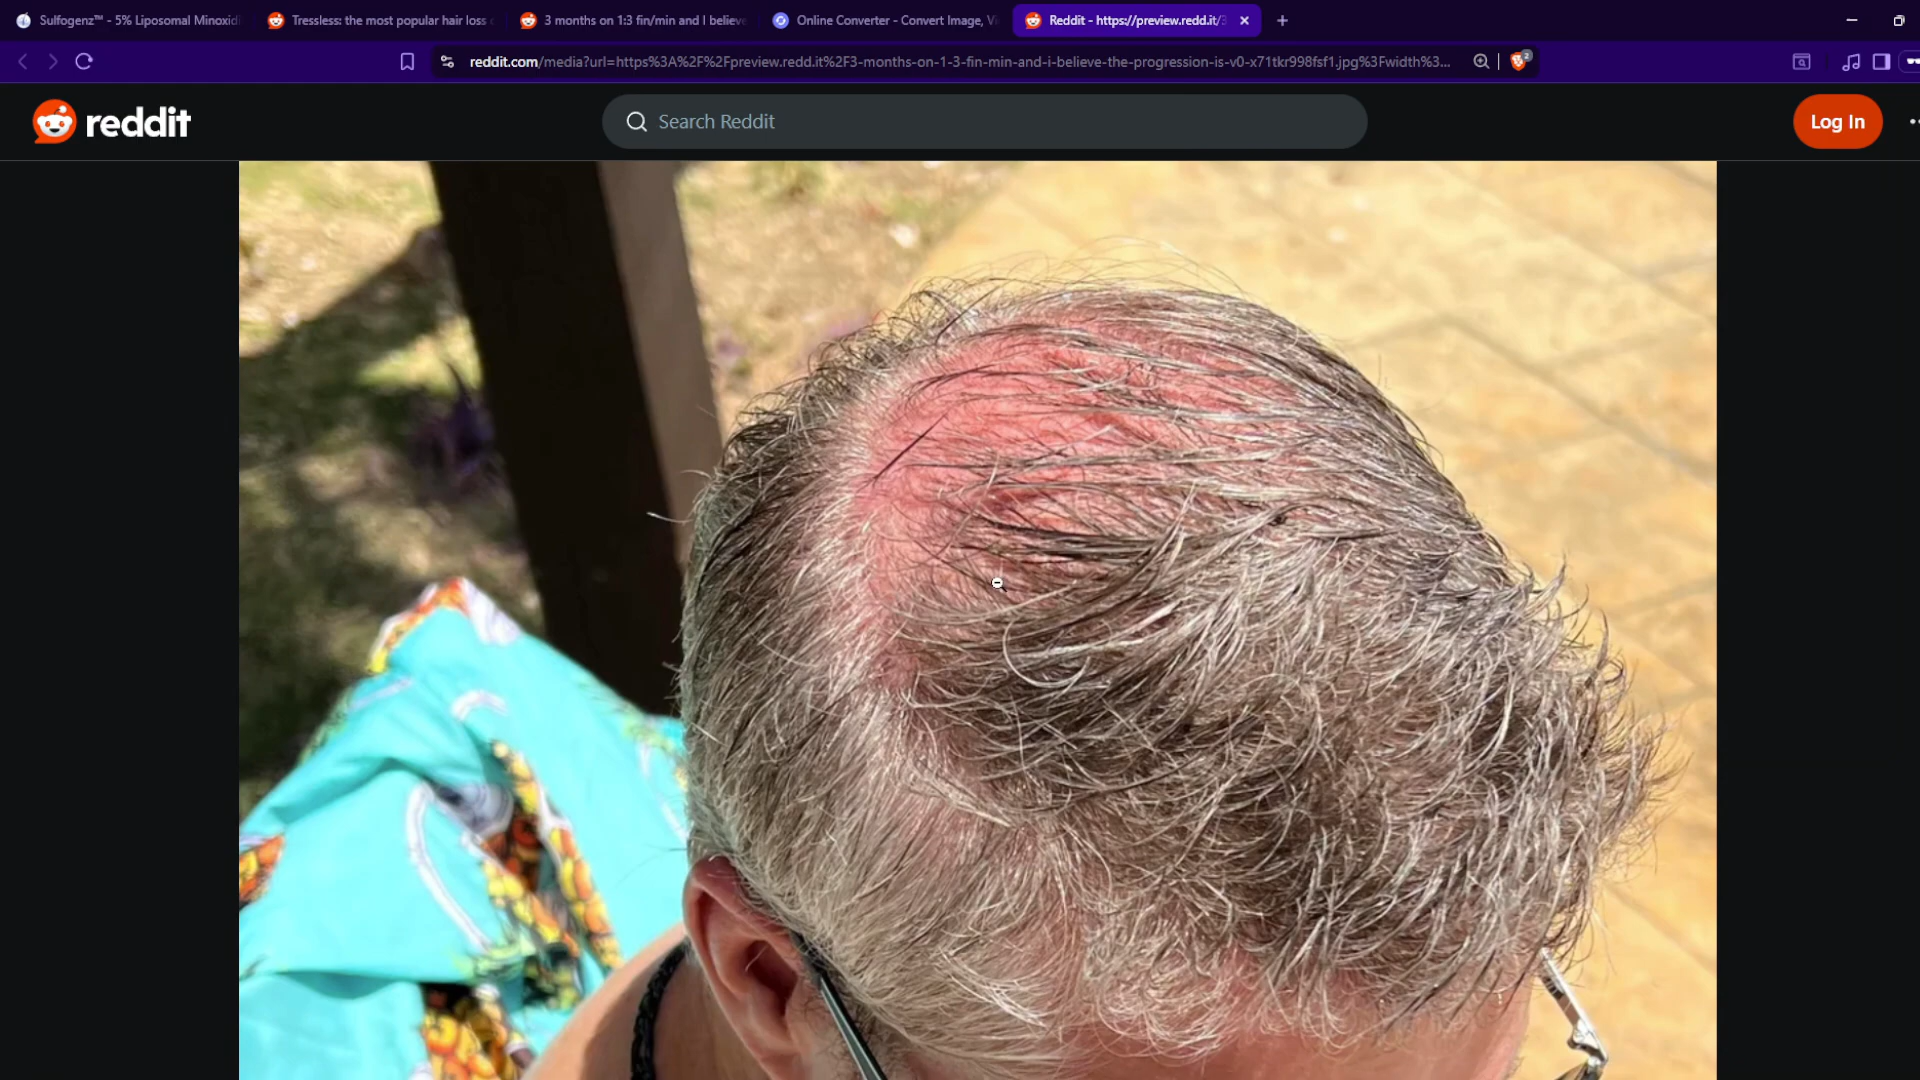 Sulfogenz™ - 5% Liposomal Minoxidi
Tressless: the most popular hair loss c
3 months on 1:3 fin/min and I believe
Online Converter - Convert Image, Vi
Reddit - https://preview.redd.it/3
reddit.com/media?url=https%3A%2F%2Fpreview.redd.it%2F3-months-on-1-3-fin-min-and-i-believe-the-progression-is-v0-x71tkr998fsf1.jpg%3Fwidth%3...
2
reddit
Search Reddit
Log In